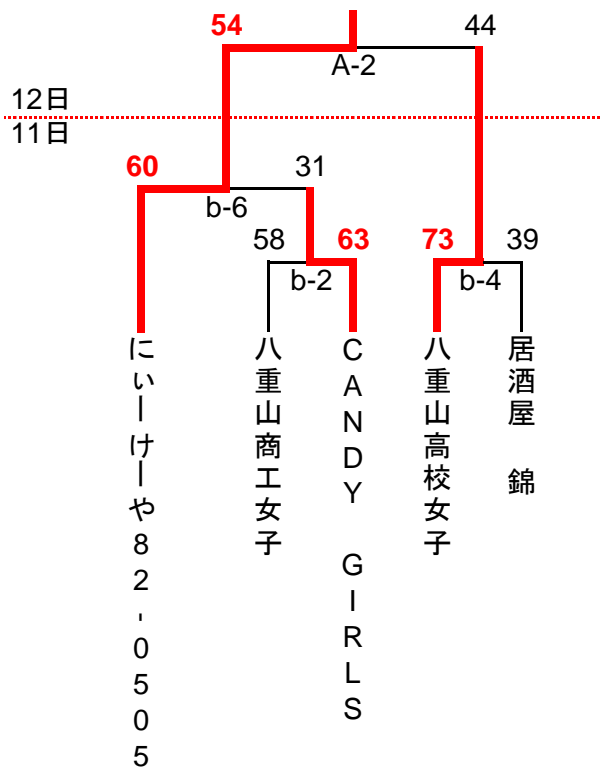 54
44
A-2
12日
11日
60
31
b-6
58
63
73
39
b-2
b-4
にぃーけーや82-0505
八重山商工女子
CANDY GIRLS
八重山高校女子
居酒屋 錦